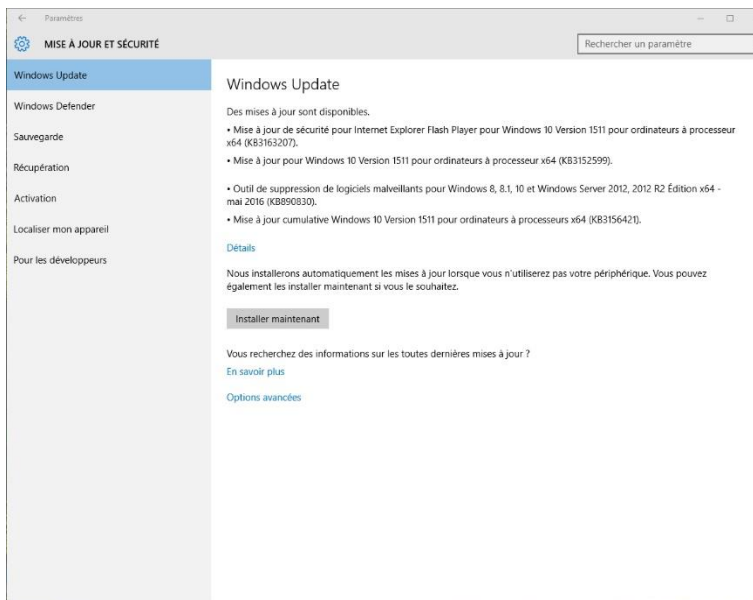 Paramètres
MISE À JOUR ET SÉCURITÉ
Rechercher un paramètre
Windows Update
Windows Defender
Sauvegarde
Récupération
Activation
Localiser mon appareil
Pour les développeurs
Windows Update
Des mises à jour sont disponibles.
• Mise à jour de sécurité pour Internet Explorer Flash Player pour Windows 10 Version 1511 pour ordinateurs à processeur
x64 (KB3163207).
• Mise à jour pour Windows 10 Version 1511 pour ordinateurs à processeur x64 (KB3152599).
• Outil de suppression de logiciels malveillants pour Windows 8, 8.1, 10 et Windows Server 2012, 2012 R2 Édition x64 -
mai 2016 (KB890830).
• Mise à jour cumulative Windows 10 Version 1511 pour ordinateurs à processeurs x64 (KB3156421).
Détails
Nous installerons automatiquement les mises à jour lorsque vous n'utiliserez pas votre périphérique. Vous pouvez
également les installer maintenant si vous le souhaitez.
Installer maintenant
Vous recherchez des informations sur les toutes dernières mises à jour ?
En savoir plus
Options avancées